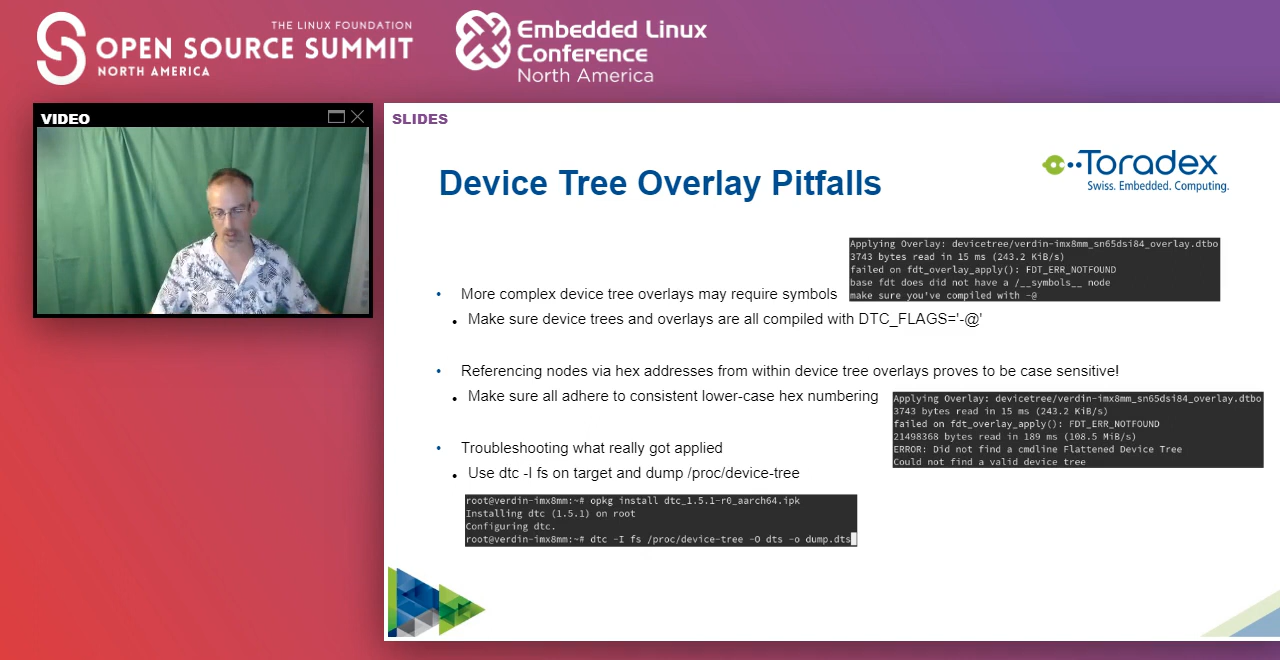 THE LINUX FOUNDATION
OPEN SOURCE SUMMIT
NORTH AMERICA
Embedded Linux
Conference
North America
VIDEO
SLIDES
Device Tree Overlay Pitfalls
Toradex
Swiss. Embedded. Computing.
Applying Overlay: devicetree/verdin-imx8mm_sn65dsi84_overlay.dtbo
3743 bytes read in 15 ms (243.2 KiB/s)
failed on fdt_overlay_apply(): FDT_ERR_NOTFOUND
base fdt does did not have a /__symbols__ node
make sure you've compiled with -@
• More complex device tree overlays may require symbols
• Make sure device trees and overlays are all compiled with DTC_FLAGS='-@'
• Referencing nodes via hex addresses from within device tree overlays proves to be case sensitive!
• Make sure all adhere to consistent lower-case hex numbering
Applying Overlay: devicetree/verdin-imx8mm_sn65dsi84_overlay.dtbo
3743 bytes read in 15 ms (243.2 KiB/s)
failed on fdt_overlay_apply(): FDT_ERR_NOTFOUND
21498368 bytes read in 189 ms (108.5 MiB/s)
ERROR: Did not find a cmdline Flattened Device Tree
Could not find a valid device tree
• Troubleshooting what really got applied
• Use dtc -I fs on target and dump /proc/device-tree
root@verdin-imx8mm:~# opkg install dtc_1.5.1-r0_aarch64.ipk
Installing dtc (1.5.1) on root
Configuring dtc.
root@verdin-imx8mm:~# dtc -I fs /proc/device-tree -O dts -o dump.dts